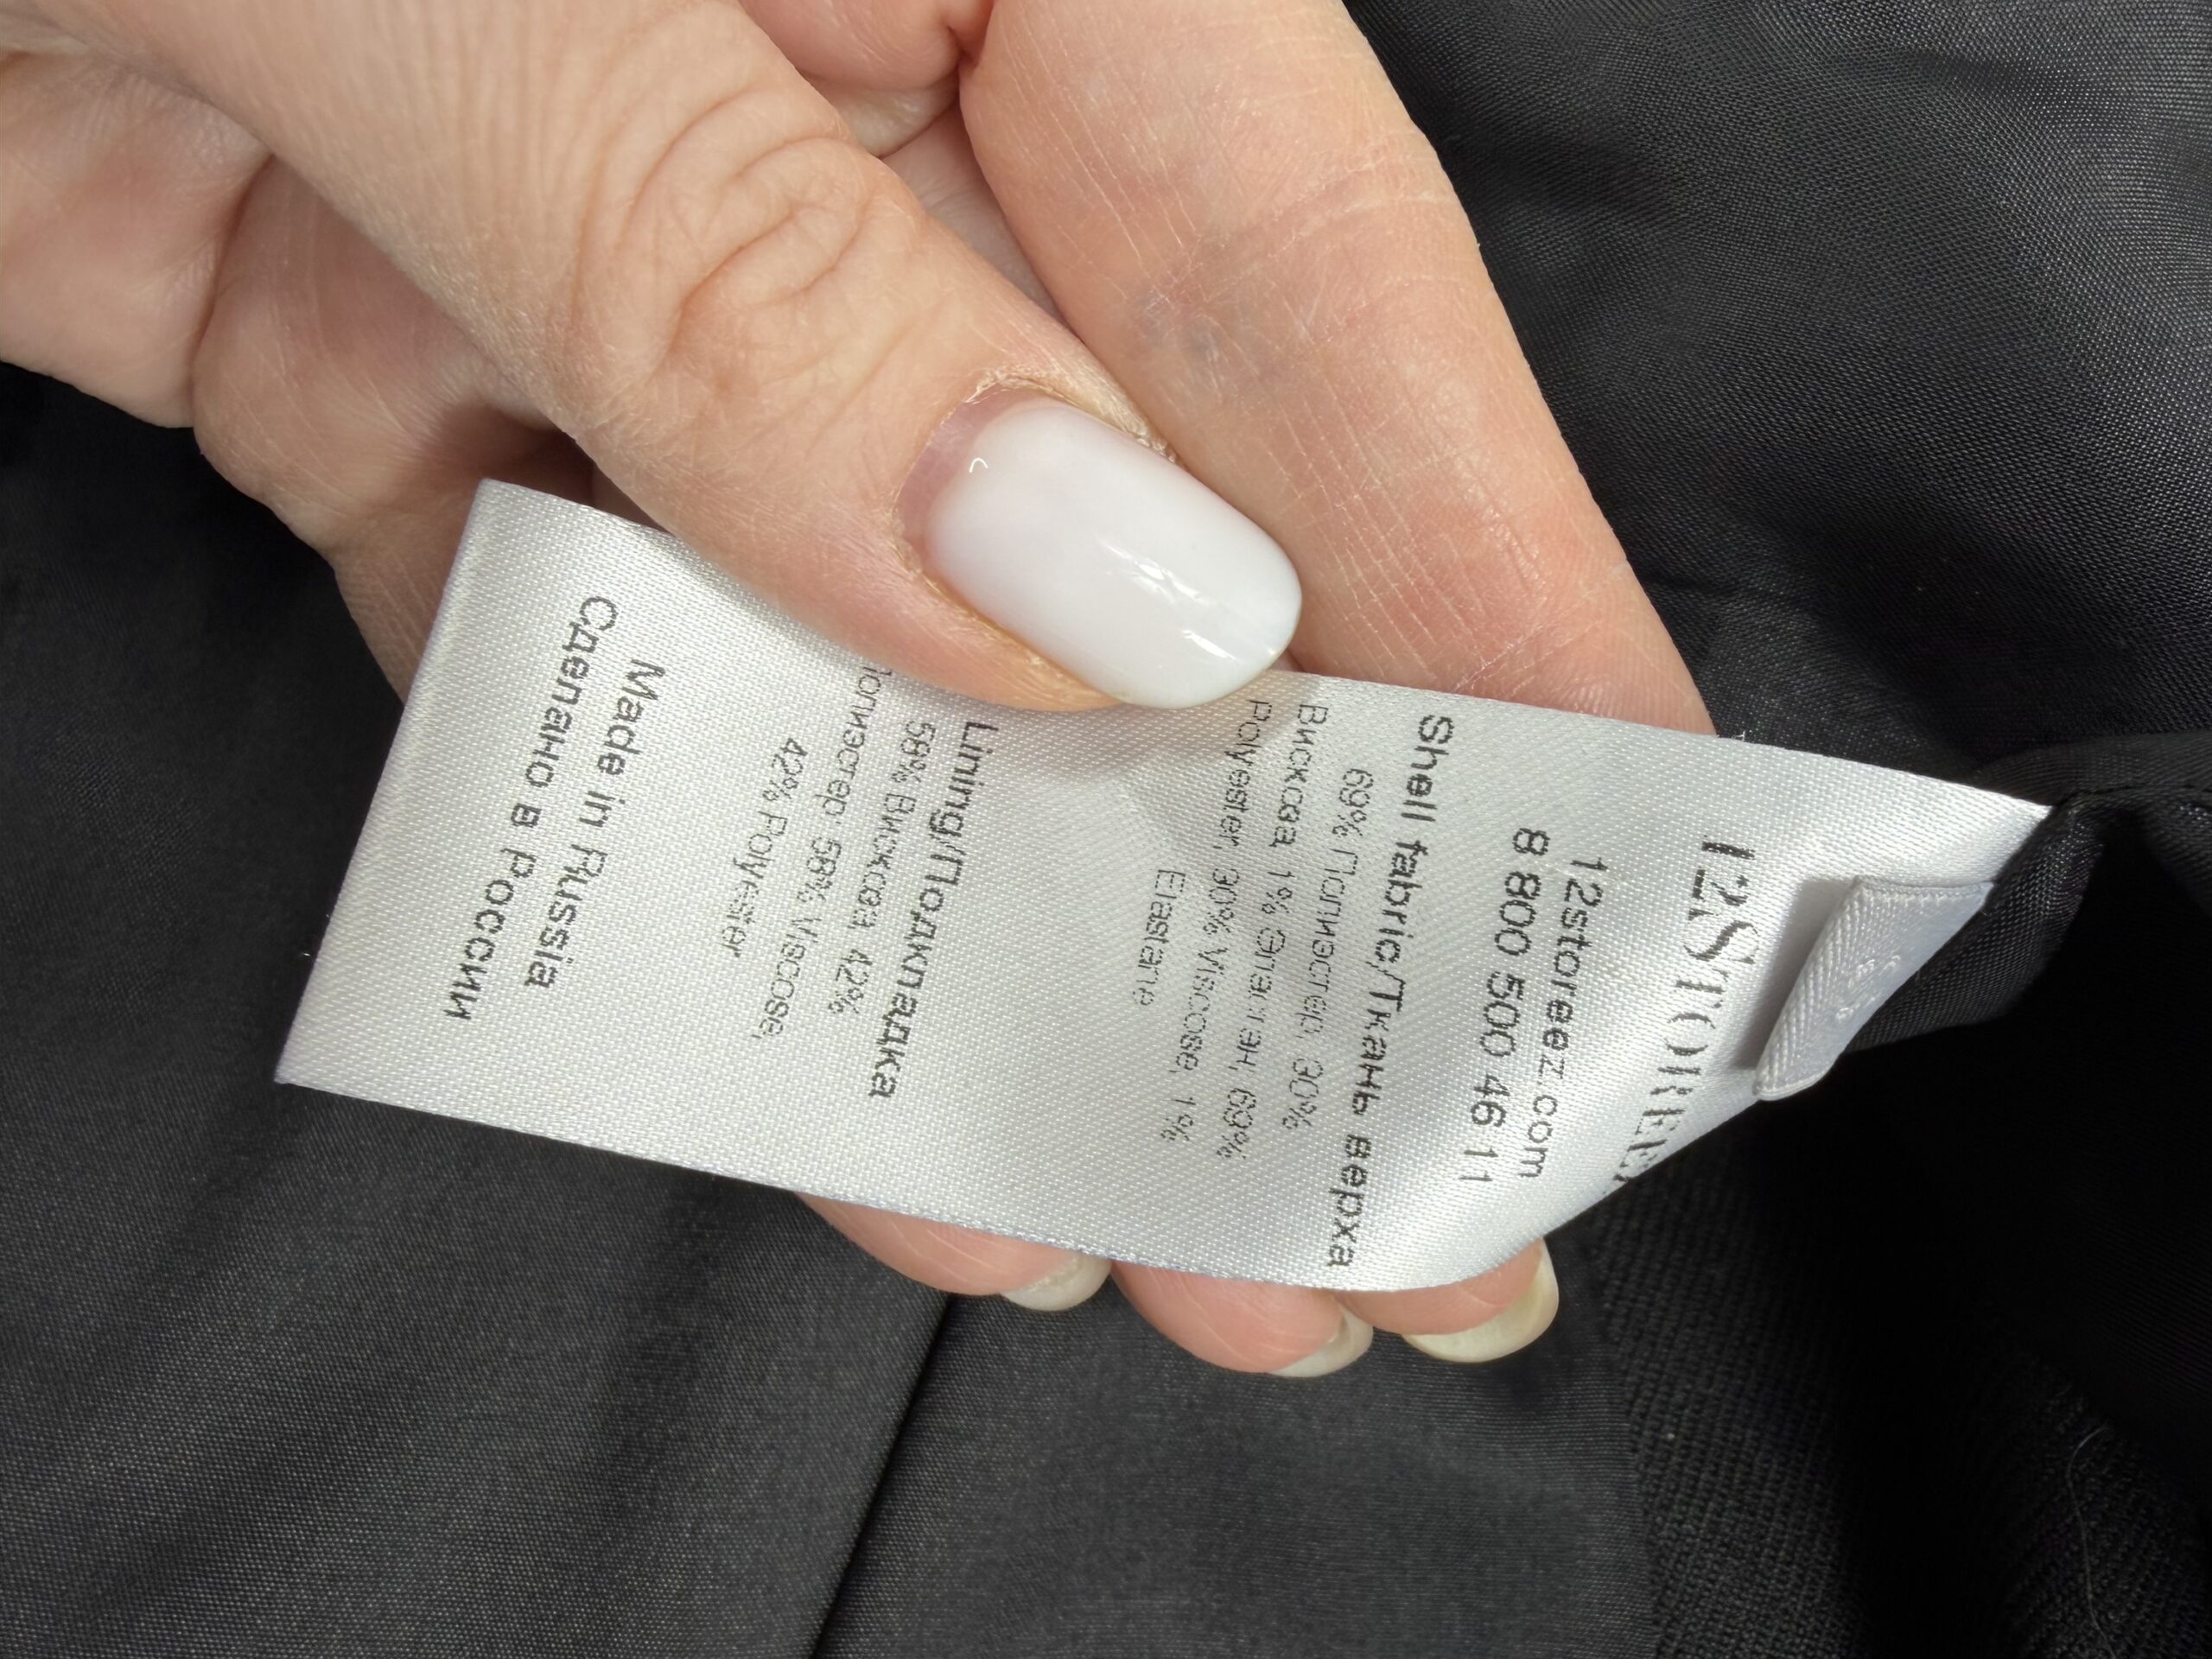 12STOREEZ
12storeez.com
8 800 500 46 11
Shell fabric/Ткань верха
69% Полиэстер, 30%
Вискоза 1% Эластан, 69%
Polyester, 30% Viscose, 1%
Elastane
Lining/Подкладка
58% Вискоза, 42%
Полиэстер 58% Viscose,
42% Polyester
Made in Russia
Сделано в России